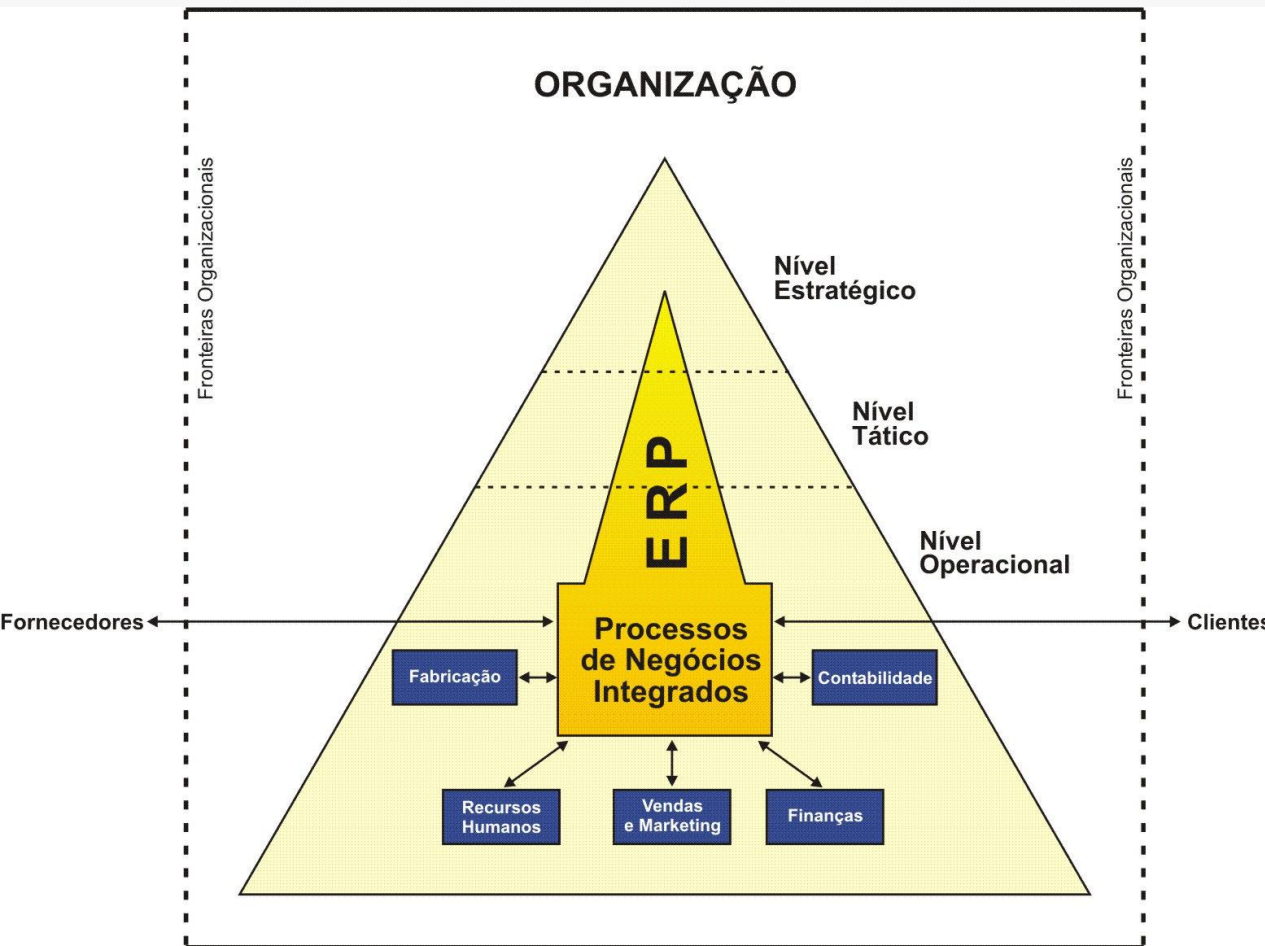 ORGANIZAÇÃO
Fronteiras Organizacionais
Fronteiras Organizacionais
Nível
Estratégico
Nível
Tático
ERP
Nível
Operacional
Fornecedores
Clientes
Processos
de Negócios
Integrados
Fabricação
Contabilidade
Recursos
Humanos
Vendas
e Marketing
Finanças